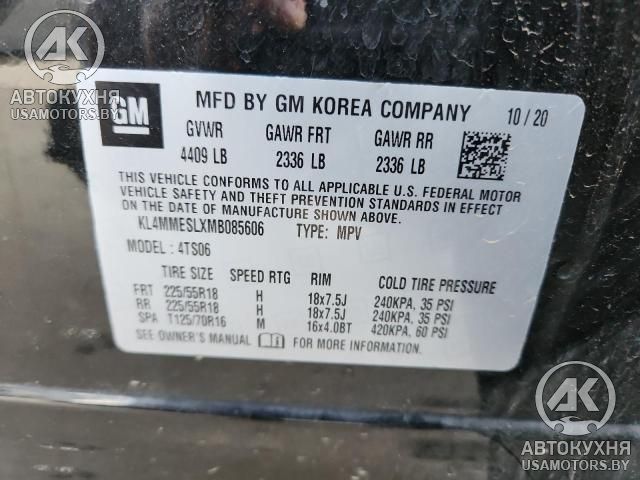 АК
АВТОКУХНЯ
USAMOTORS.BY
GM
MFD BY GM KOREA COMPANY 10/20
GVWR GAWR FRT GAWR RR
4409 LB 2336 LB 2336 LB
THIS VEHICLE CONFORMS TO ALL APPLICABLE U.S. FEDERAL MOTOR
VEHICLE SAFETY AND THEFT PREVENTION STANDARDS IN EFFECT
ON THE DATE OF MANUFACTURE SHOWN ABOVE.
KL4MMESLXMB085606 TYPE: MPV
MODEL: 4TS06
TIRE SIZE SPEED RTG RIM COLD TIRE PRESSURE
FRT 225/55R18 H 18x7.5J 240KPA, 35 PSI
RR 225/55R18 H 18x7.5J 240KPA, 35 PSI
SPA T125/70R16 M 16x4.0BT 420KPA, 60 PSI
SEE OWNER'S MANUAL FOR MORE INFORMATION.
АК
АВТОКУХНЯ
USAMOTORS.BY